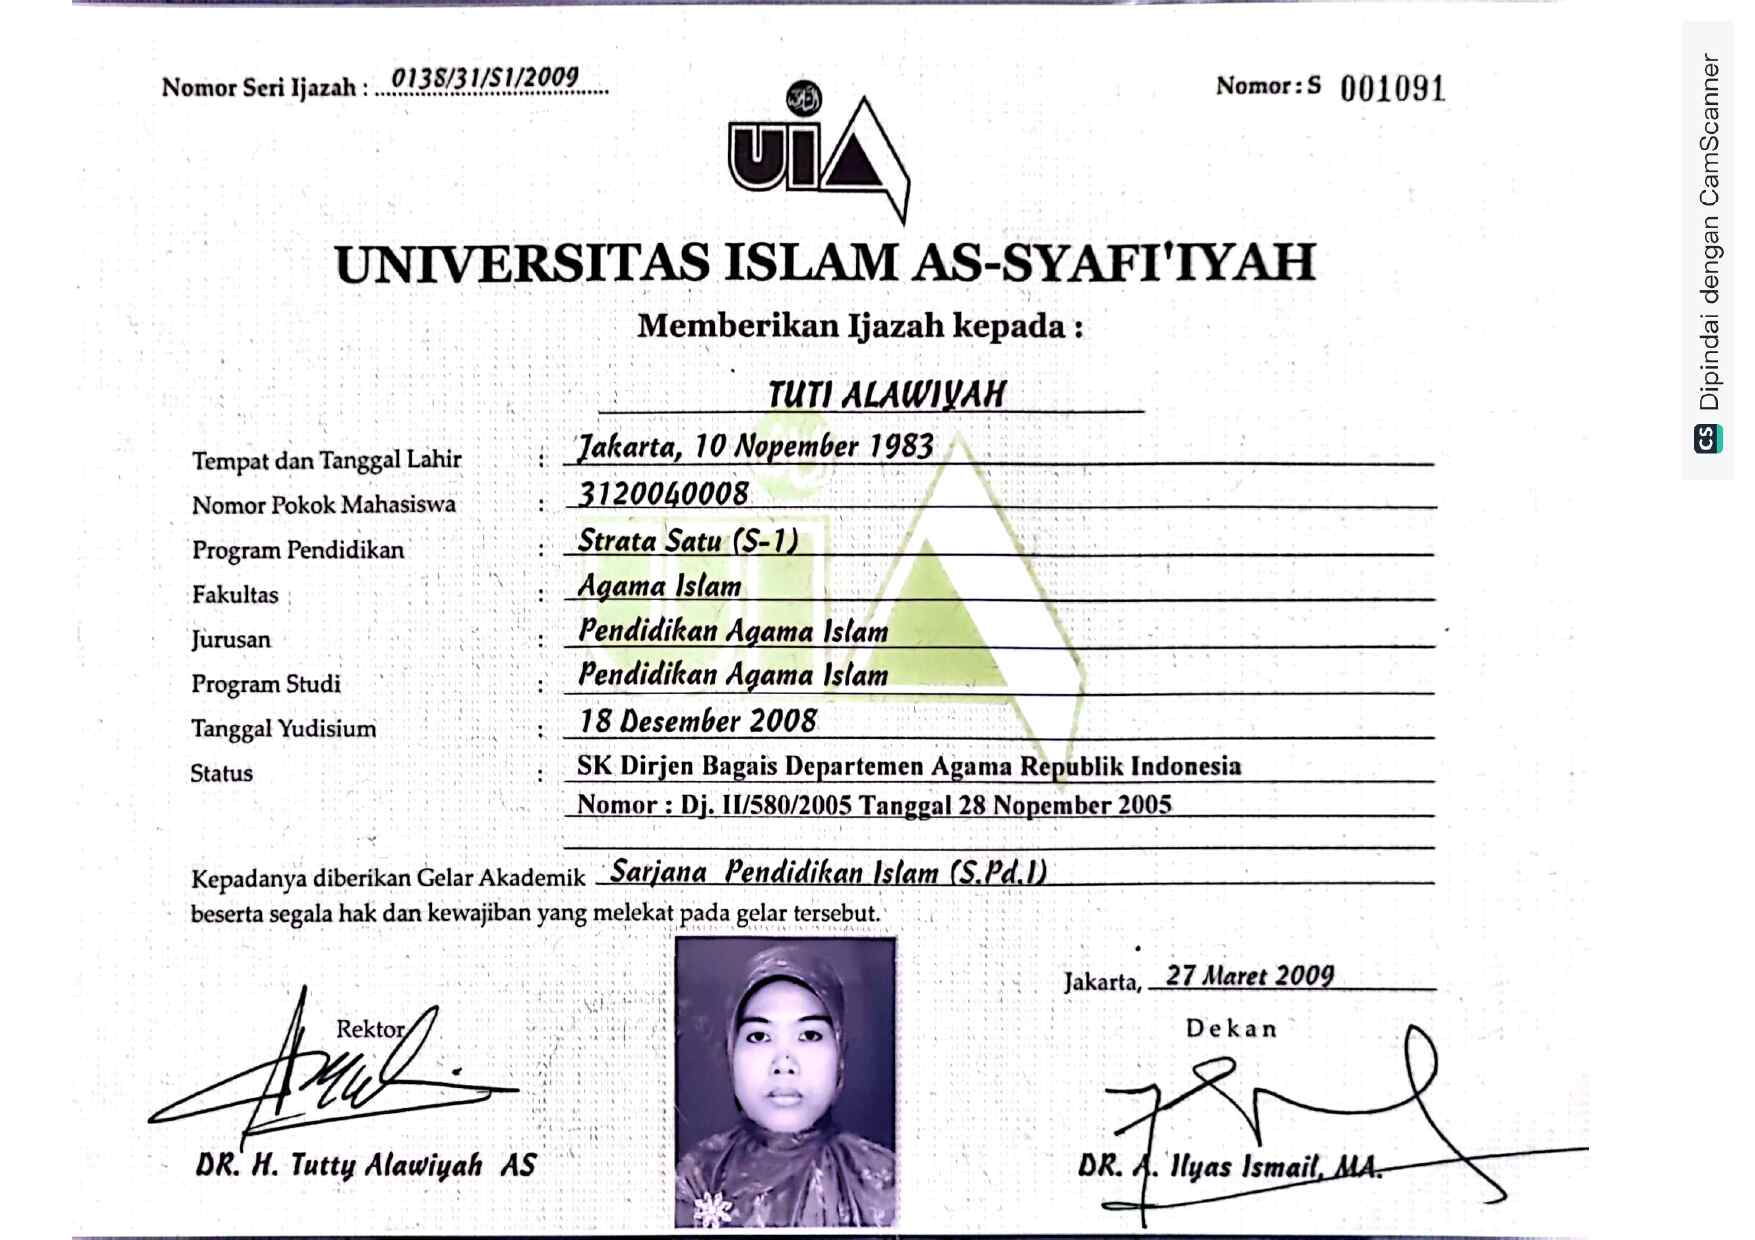 Nomor Seri Ijazah : 0138/31/S1/2009
Nomor : S 001091
UIA
UNIVERSITAS ISLAM AS-SYAFI'IYAH
Memberikan Ijazah kepada :
TUTI ALAWIYAH
Tempat dan Tanggal Lahir : Jakarta, 10 Nopember 1983
Nomor Pokok Mahasiswa : 3120040008
Program Pendidikan : Strata Satu (S-1)
Fakultas : Agama Islam
Jurusan : Pendidikan Agama Islam
Program Studi : Pendidikan Agama Islam
Tanggal Yudisium : 18 Desember 2008
Status : SK Dirjen Bagais Departemen Agama Republik Indonesia
Nomor : Dj. II/580/2005 Tanggal 28 Nopember 2005
Kepadanya diberikan Gelar Akademik Sarjana Pendidikan Islam (S.Pd.I)
beserta segala hak dan kewajiban yang melekat pada gelar tersebut.
Jakarta, 27 Maret 2009
Rektor
Dekan
DR. H. Tutty Alawiyah AS
DR. A. Ilyas Ismail, MA.
CS Dipindai dengan CamScanner